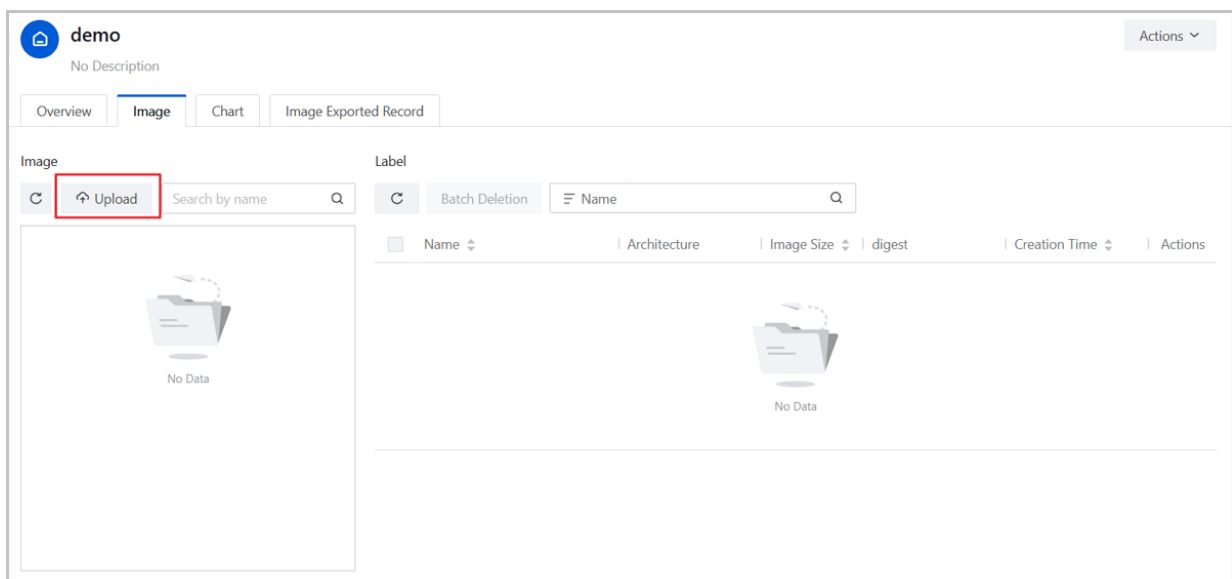 demo
Actions
No Description
Overview Image Chart Image Exported Record
Image
Label
Upload Search by name
Batch Deletion Name
Name Architecture Image Size digest Creation Time Actions
No Data
No Data